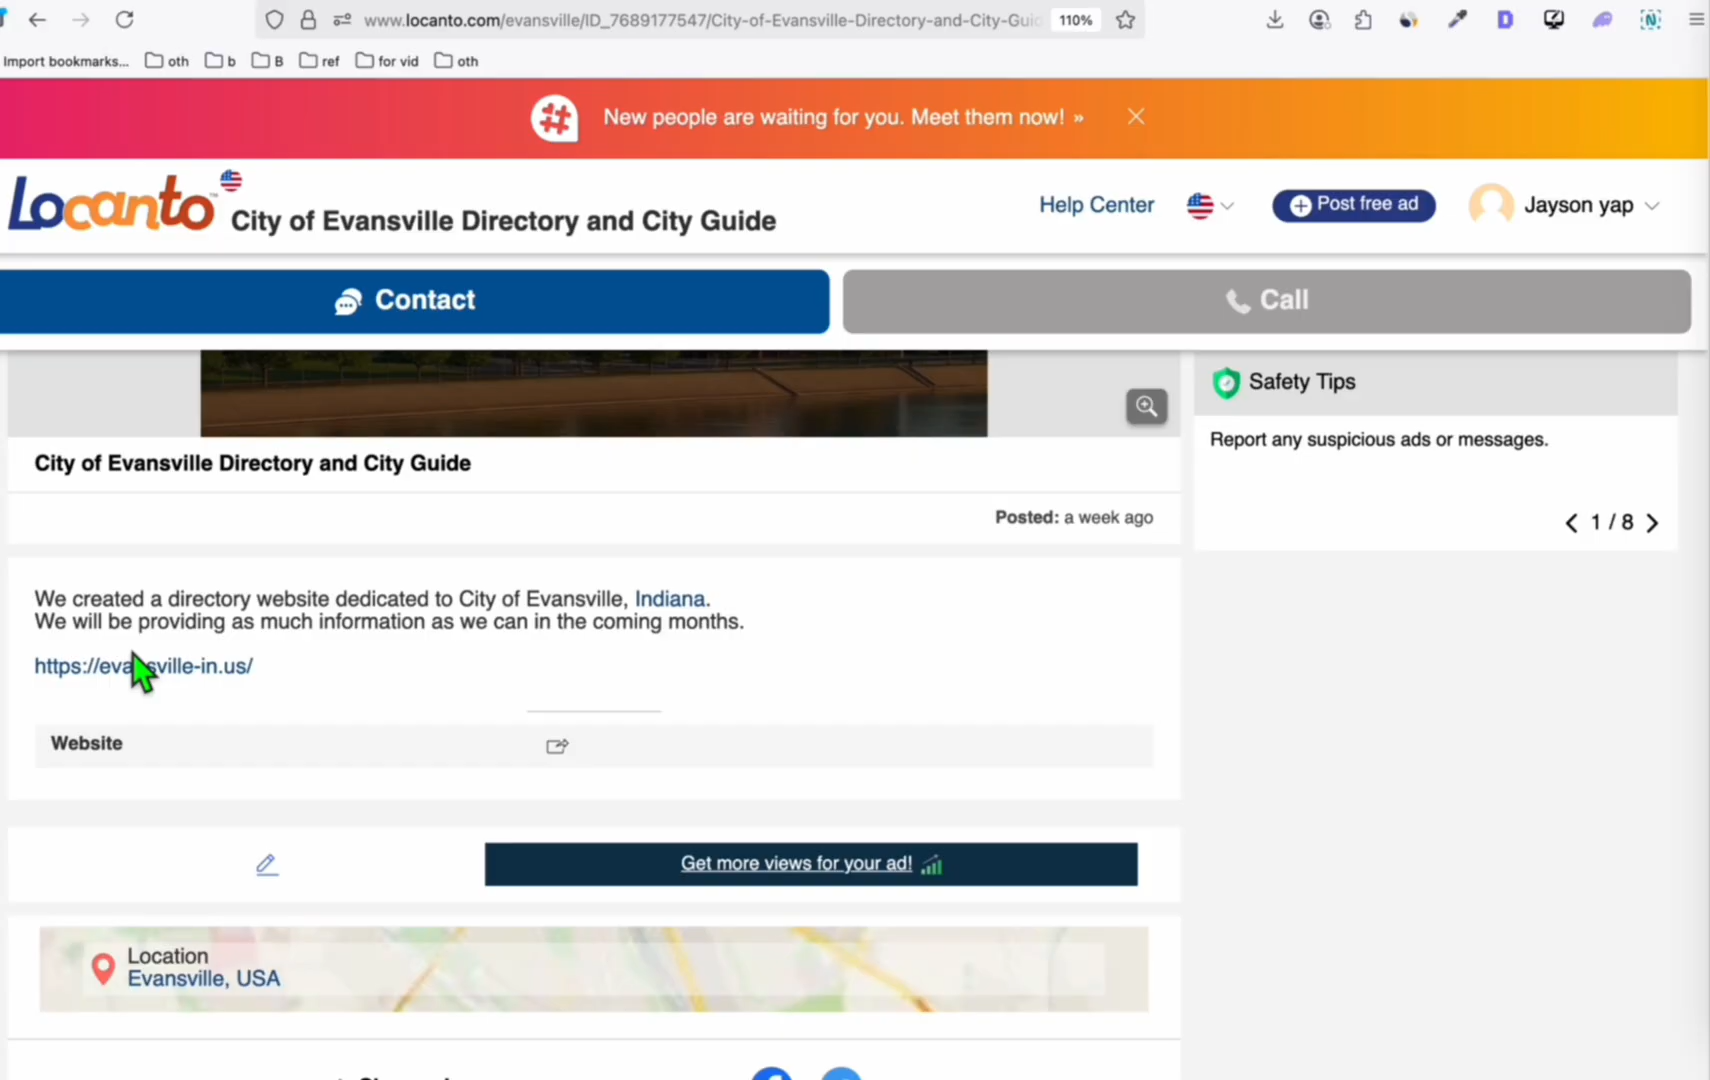 www.locanto.com/evansville/ID_7689177547/City-of-Evansville-Directory-and-City-Guid
110%
Import bookmarks...
oth
b
B
ref
for vid
oth
New people are waiting for you. Meet them now! »
Locanto™
City of Evansville Directory and City Guide
Help Center
Post free ad
Jayson yap
Contact
Call
Safety Tips
Report any suspicious ads or messages.
1 / 8
City of Evansville Directory and City Guide
Posted: a week ago
We created a directory website dedicated to City of Evansville, Indiana.
We will be providing as much information as we can in the coming months.
https://evansville-in.us/
Website
Get more views for your ad!
Location
Evansville, USA